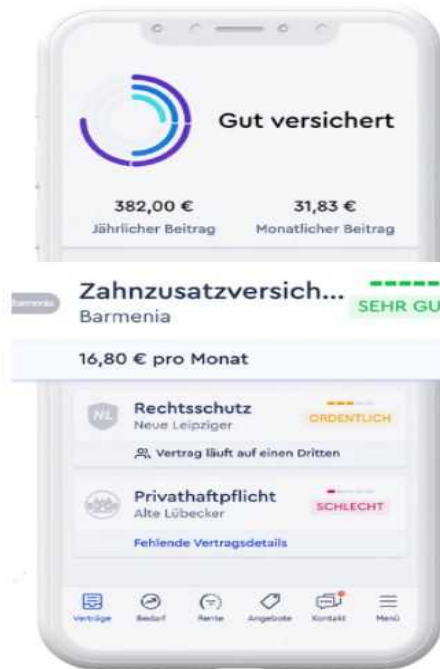 Gut versichert
382,00 € 31,83 €
Jährlicher Beitrag Monatlicher Beitrag
Barmenia
Zahnzusatzversich... SEHR GU
Barmenia
16,80 € pro Monat
NL Rechtsschutz ORDENTLICH
Neue Leipziger
Vertrag läuft auf einen Dritten
Privathaftpflicht SCHLECHT
Alte Lübecker
Fehlende Vertragsdetails
Verträge Bedarf Rente Angebote Kontakt Menü